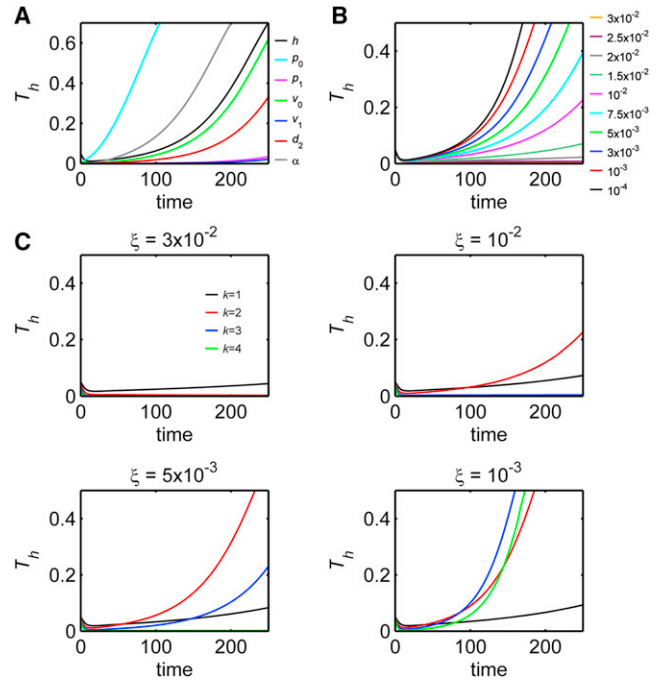 A
T_h
0.6
0.4
0.2
0
0 100 200
time
h
p₀
p₁
v₀
v₁
d₂
α
B
T_h
0.4
0.2
0
0 100 200
time
3x10⁻²
2.5x10⁻²
2x10⁻²
1.5x10⁻²
10⁻²
7.5x10⁻³
5x10⁻³
3x10⁻³
10⁻³
10⁻⁴
C
ξ = 3x10⁻²
T_h
0.4
0.2
0
0 100 200
time
k=1
k=2
k=3
k=4
ξ = 10⁻²
T_h
0.4
0.2
0
0 100 200
time
ξ = 5x10⁻³
T_h
0.4
0.2
0
0 100 200
time
ξ = 10⁻³
T_h
0.4
0.2
0
0 100 200
time